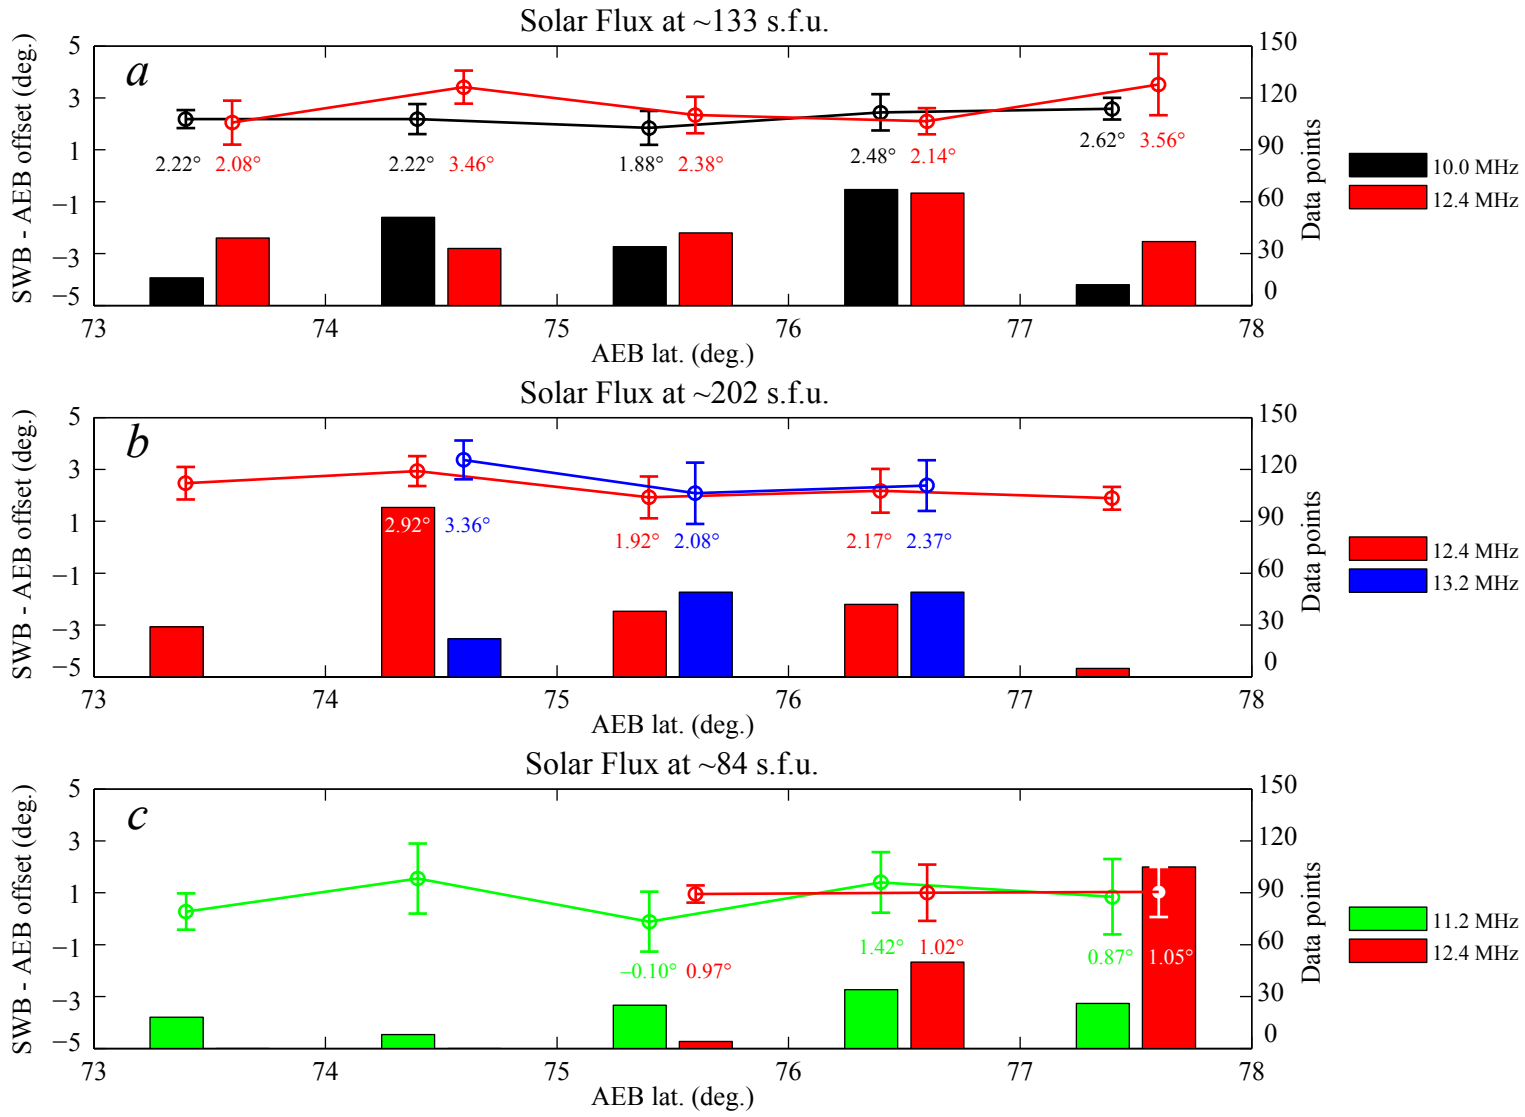 Solar Flux at ~133 s.f.u.
a
SWB - AEB offset (deg.)
5
3
1
−1
−3
−5
150
120
90
60
30
0
Data points
2.22° 2.08° 2.22° 3.46° 1.88° 2.38° 2.48° 2.14° 2.62° 3.56°
10.0 MHz
12.4 MHz
73 74 75 76 77 78
AEB lat. (deg.)
Solar Flux at ~202 s.f.u.
b
SWB - AEB offset (deg.)
5
3
1
−1
−3
−5
150
120
90
60
30
0
Data points
2.92° 3.36° 1.92° 2.08° 2.17° 2.37°
12.4 MHz
13.2 MHz
73 74 75 76 77 78
AEB lat. (deg.)
Solar Flux at ~84 s.f.u.
c
SWB - AEB offset (deg.)
5
3
1
−1
−3
−5
150
120
90
60
30
0
Data points
−0.10° 0.97° 1.42° 1.02° 0.87° 1.05°
11.2 MHz
12.4 MHz
73 74 75 76 77 78
AEB lat. (deg.)